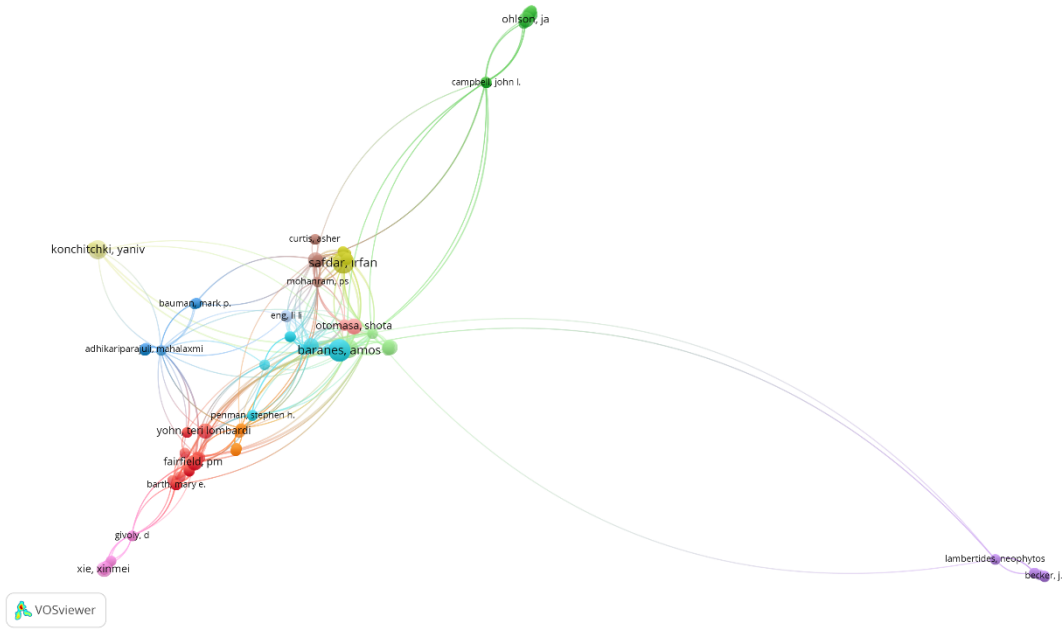 ohlson, ja
campbell, john l.
curtis, asher
konchitchki, yaniv
safdar, irfan
mohanram, ps
bauman, mark p.
eng, li li
otomasa, shota
adhikariparajuli, mahalaxmi
baranes, amos
penman, stephen h.
yohn, teri lombardi
fairfield, pm
barth, mary e.
givoly, d
xie, xinmei
lambertides, neophytos
becker, j.
VOSviewer